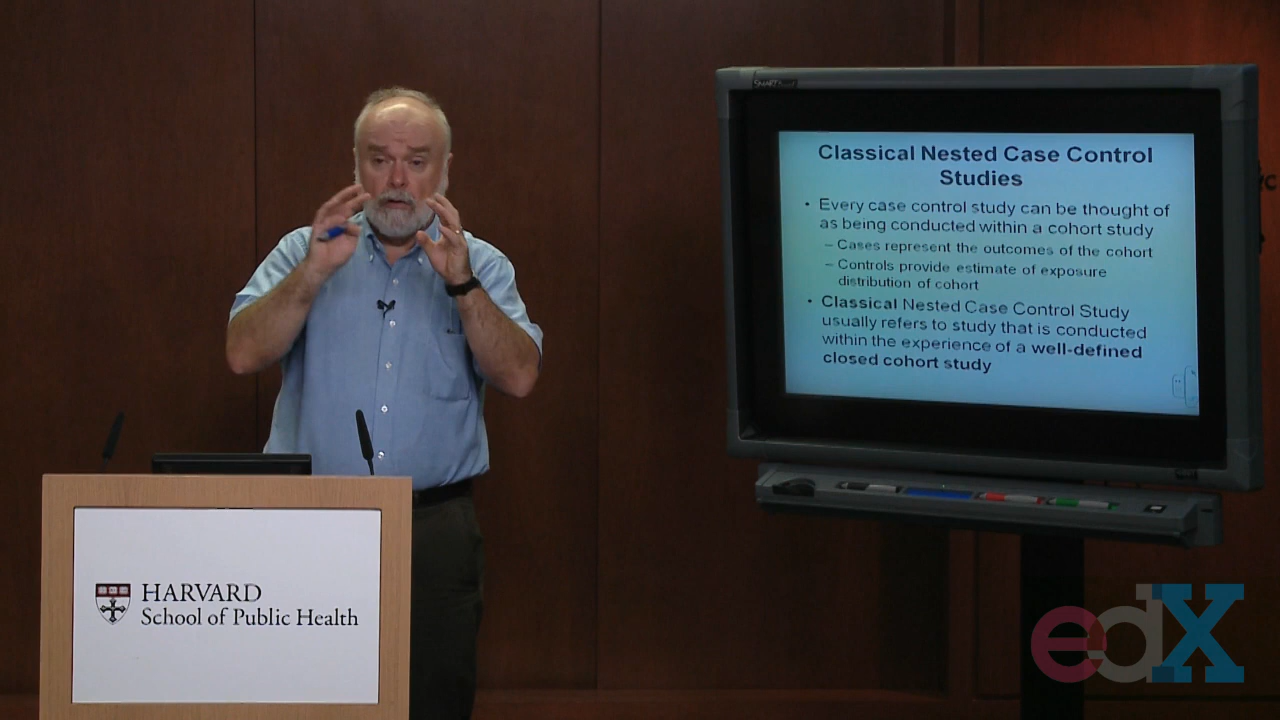 SMART
Classical Nested Case Control
Studies
• Every case control study can be thought of
as being conducted within a cohort study
– Cases represent the outcomes of the cohort
– Controls provide estimate of exposure
distribution of cohort
• Classical Nested Case Control Study
usually refers to study that is conducted
within the experience of a well-defined
closed cohort study
HARVARD
School of Public Health
edX